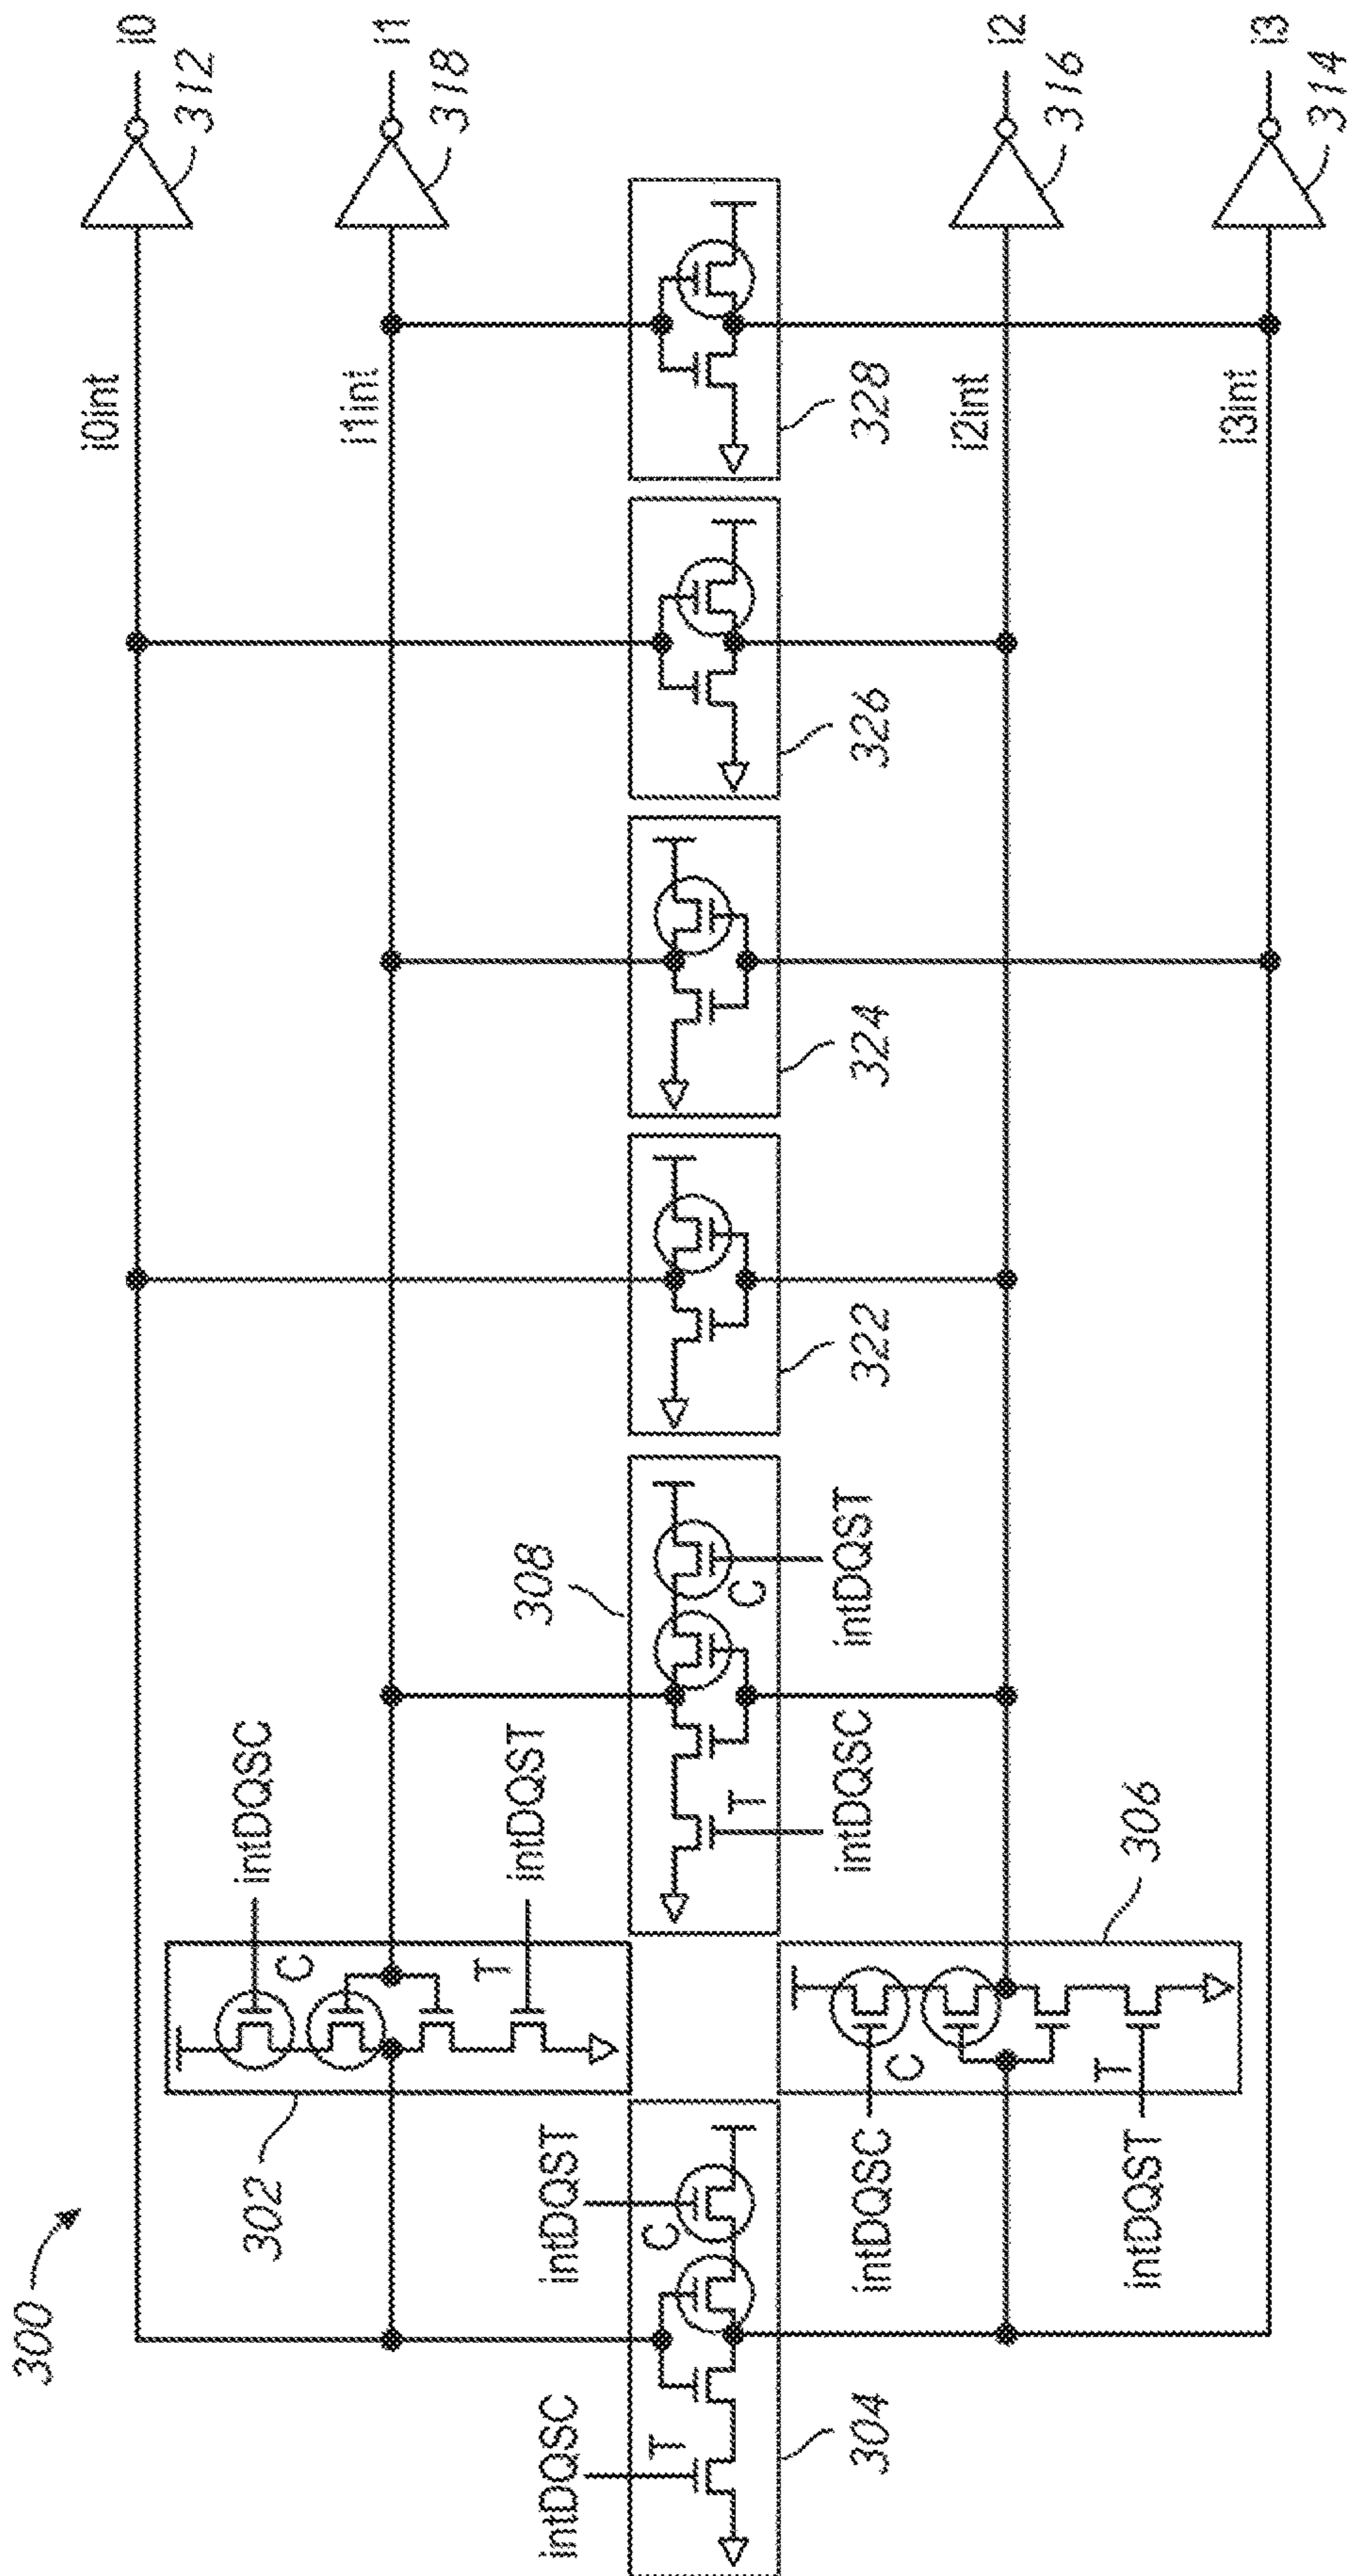 300
i0int
i0
312
i1int
i1
318
302
intDQSC
C
T
intDQST
intDQSC
T
intDQST
C
304
308
C
intDQST
T
intDQSC
322
324
326
328
intDQSC
C
T
intDQST
306
i2int
i2
316
i3int
i3
314